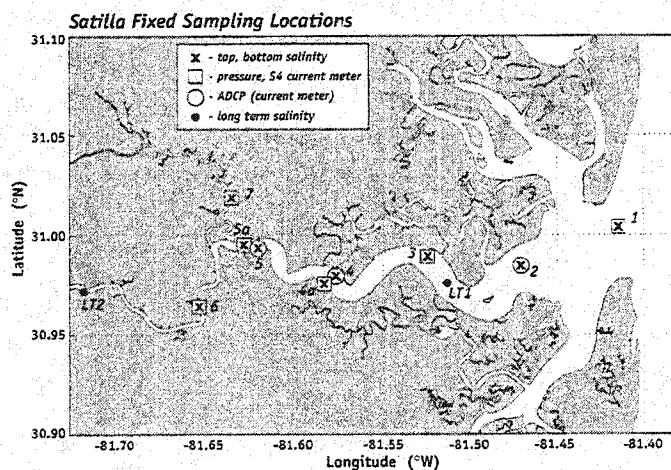 Satilla Fixed Sampling Locations
31.10
31.05
31.00
30.95
30.90
Latitude (°N)
- top, bottom salinity
- pressure, S4 current meter
- ADCP (current meter)
- long term salinity
7
5a
5
6
LT2
4
4a
3
LT1
2
1
-81.70
-81.65
-81.60
-81.55
-81.50
-81.45
-81.40
Longitude (°W)